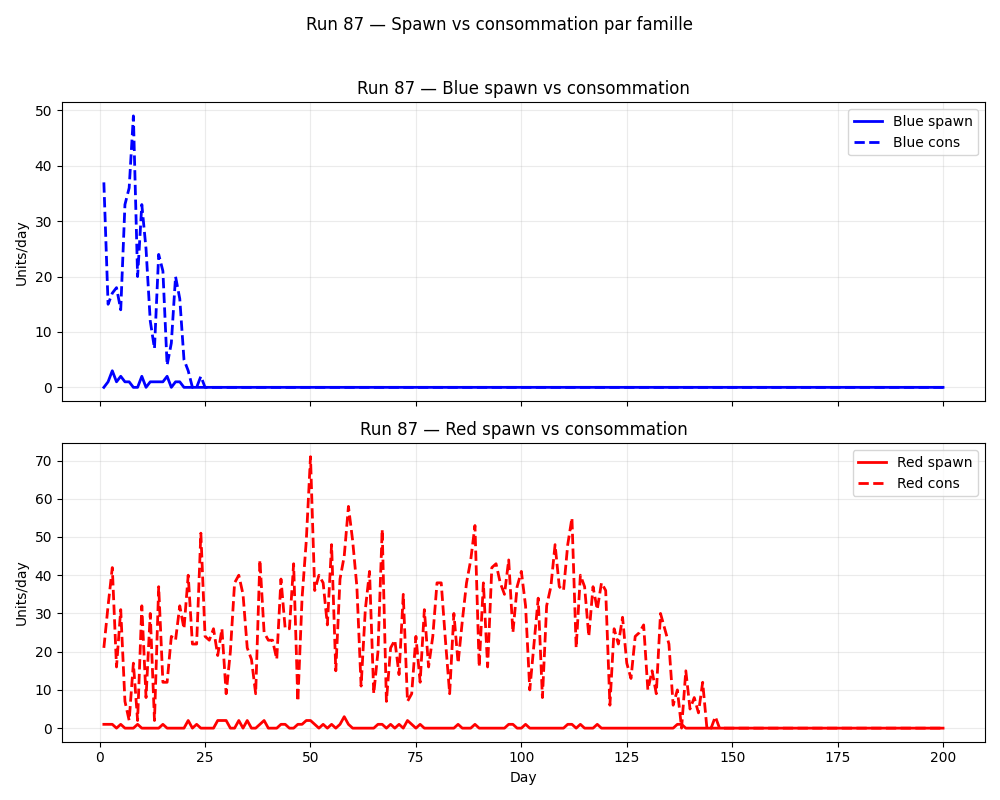 Run 87 — Spawn vs consommation par famille
Run 87 — Blue spawn vs consommation
50
40
30
20
10
0
Units/day
Blue spawn
Blue cons
Run 87 — Red spawn vs consommation
70
60
50
40
30
20
10
0
Units/day
Red spawn
Red cons
0 25 50 75 100 125 150 175 200
Day